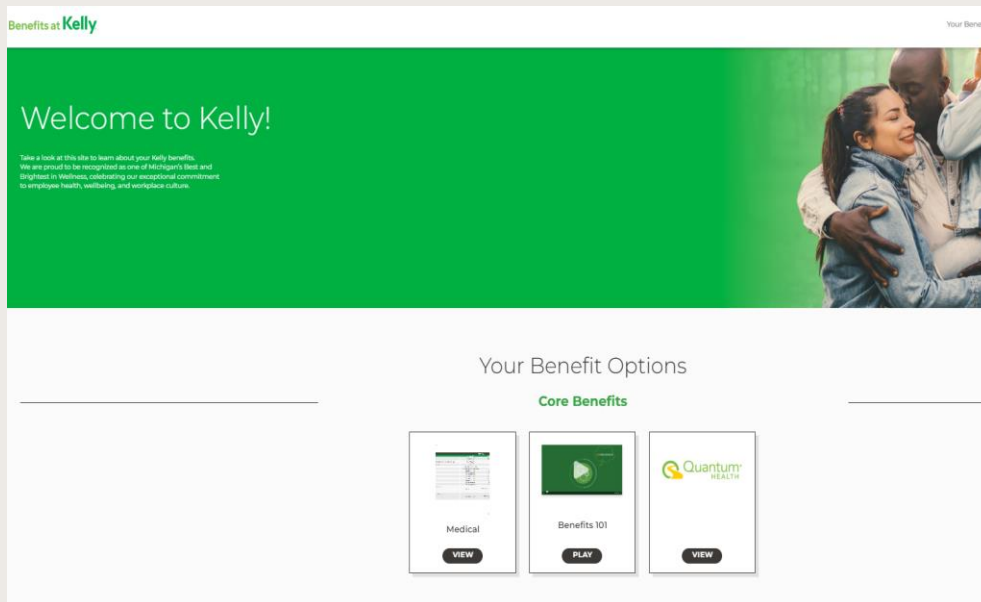 Benefits at Kelly
Your Bene
Welcome to Kelly!
Take a look at this site to learn about your Kelly benefits.
We are proud to be recognized as one of Michigan's Best and
Brightest in Wellness, celebrating our exceptional commitment
to employee health, wellbeing, and workplace culture.
Your Benefit Options
Core Benefits
Quantum
HEALTH
Medical
Benefits 101
VIEW
PLAY
VIEW